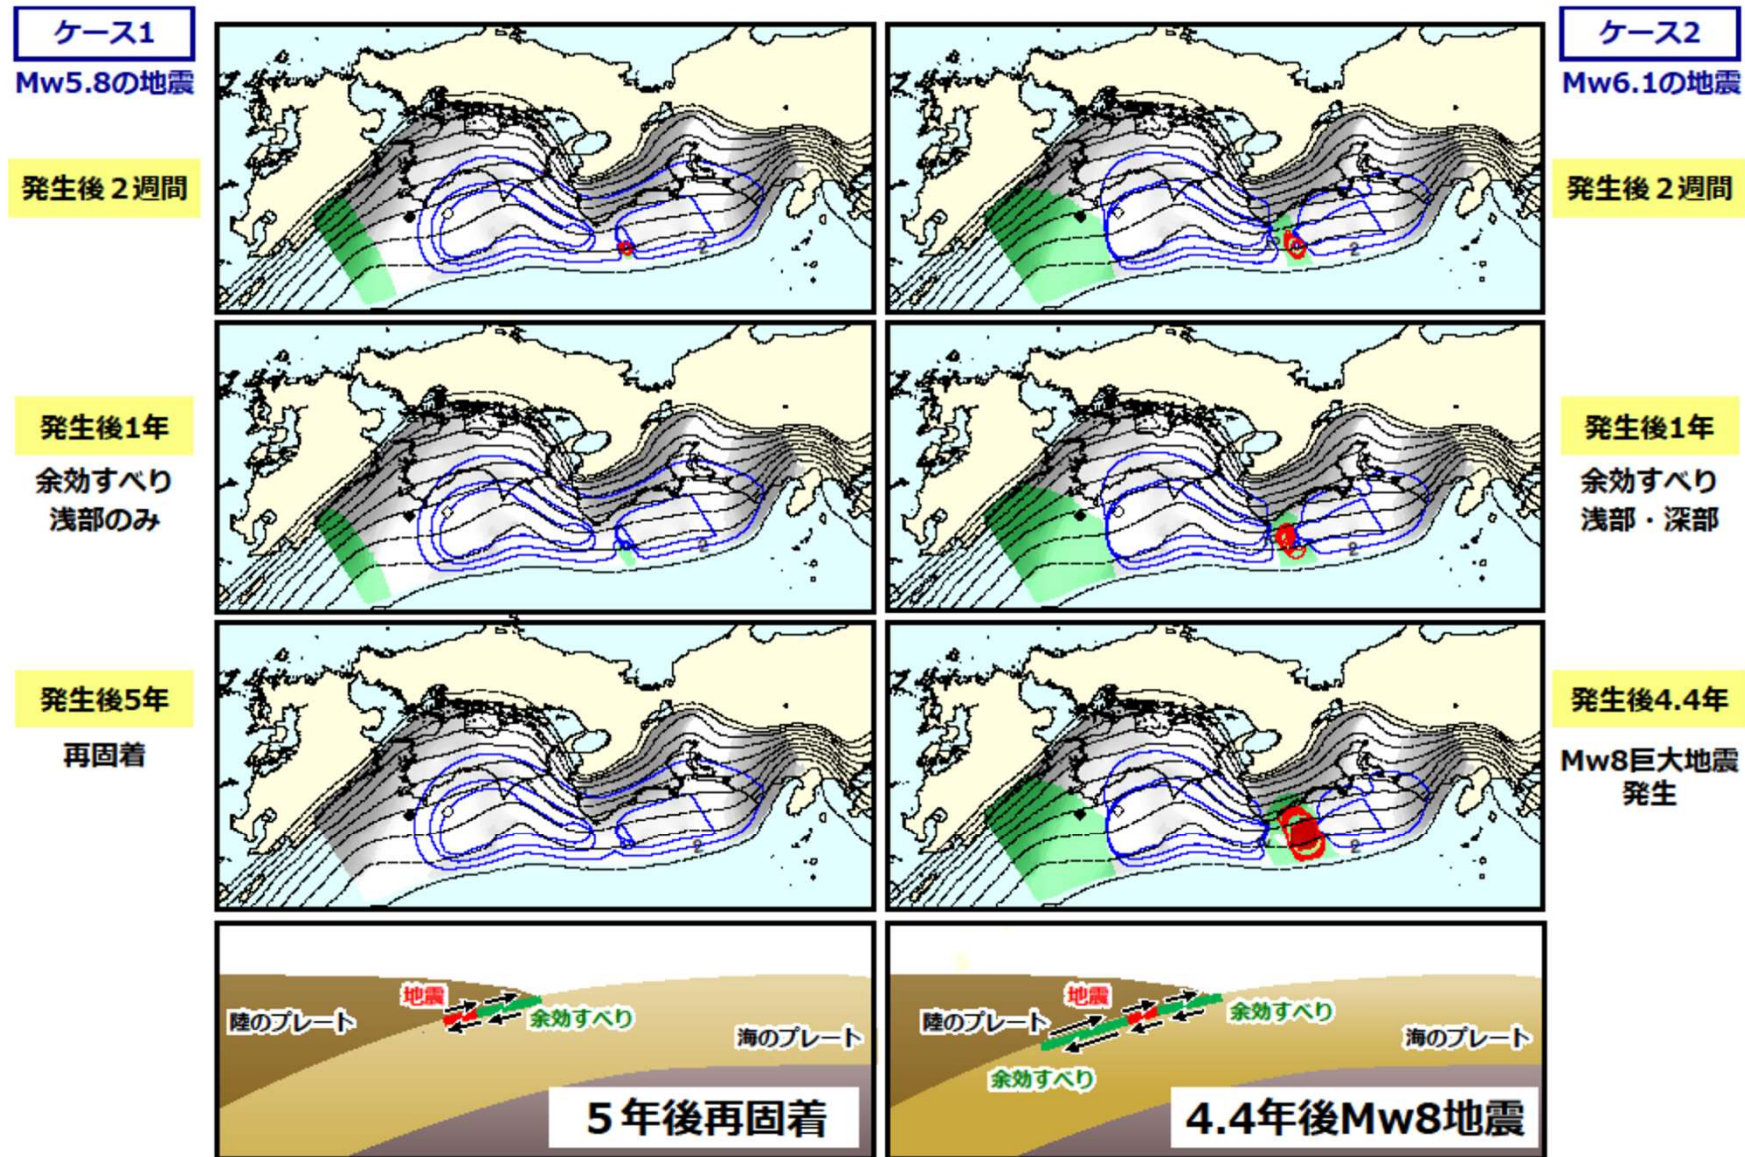 ケース1
Mw5.8の地震
発生後2週間
発生後1年
余効すべり
浅部のみ
発生後5年
再固着
ケース2
Mw6.1の地震
発生後2週間
発生後1年
余効すべり
浅部・深部
発生後4.4年
Mw8巨大地震
発生
2
2
2
2
2
2
地震
陸のプレート
余効すべり
海のプレート
5年後再固着
地震
陸のプレート
余効すべり
海のプレート
余効すべり
4.4年後Mw8地震